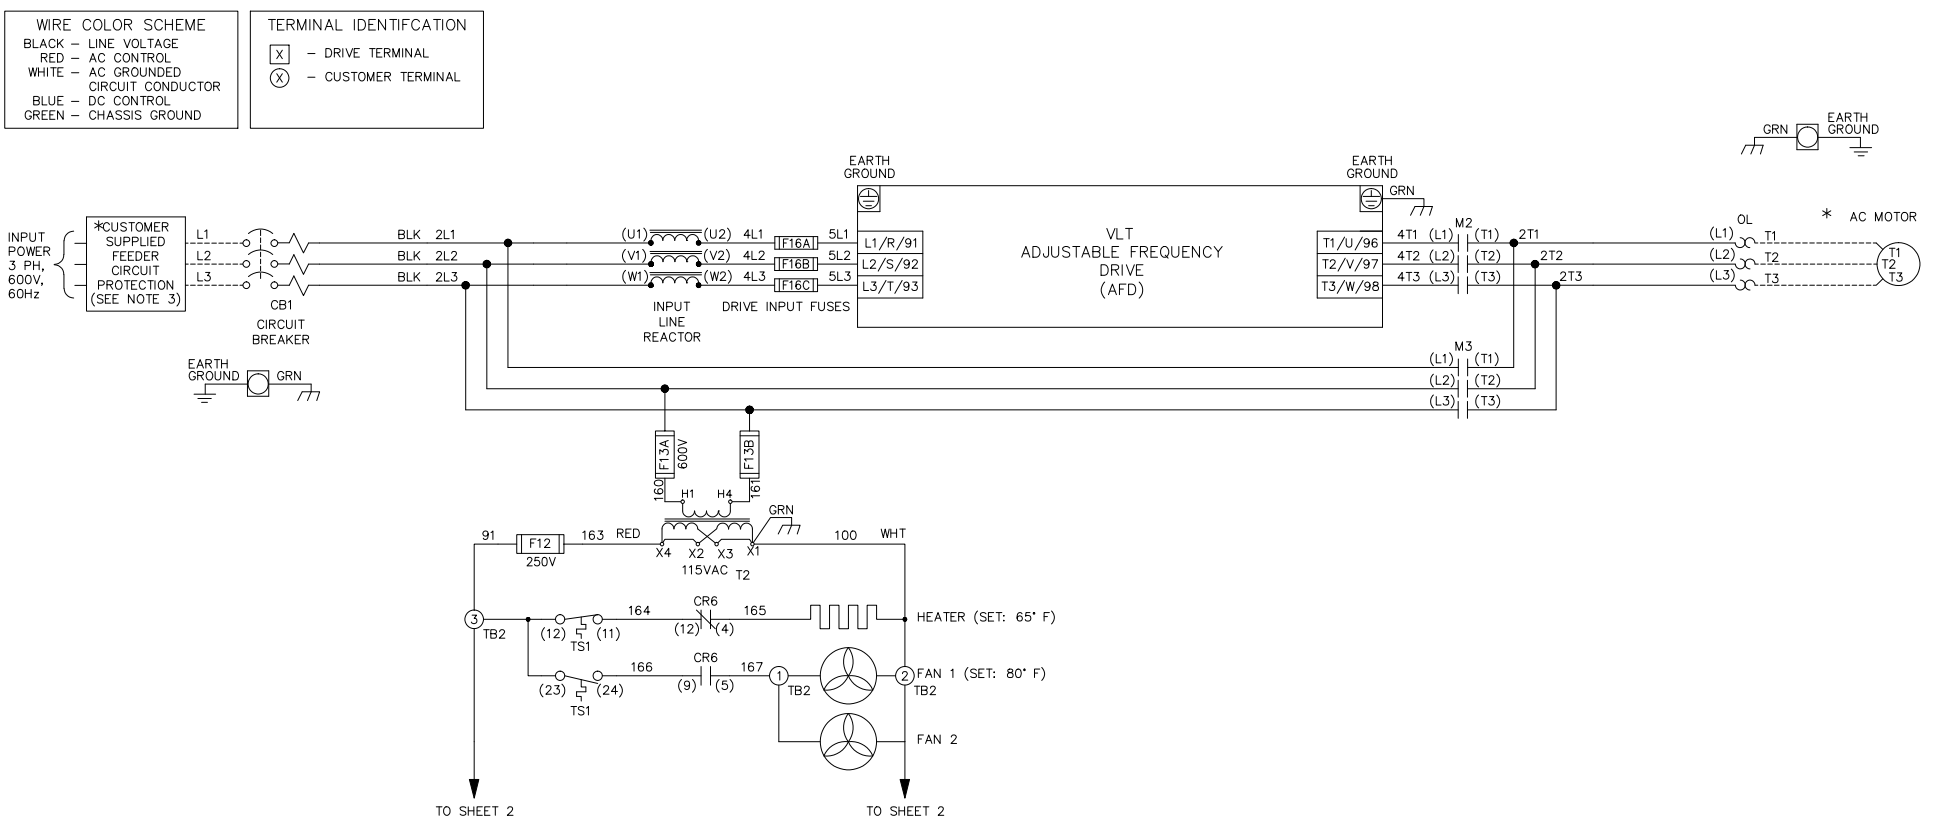 WIRE COLOR SCHEME
BLACK – LINE VOLTAGE
RED – AC CONTROL
WHITE – AC GROUNDED
CIRCUIT CONDUCTOR
BLUE – DC CONTROL
GREEN – CHASSIS GROUND
TERMINAL IDENTIFCATION
X – DRIVE TERMINAL
X – CUSTOMER TERMINAL
GRN
EARTH
GROUND
EARTH
GROUND
EARTH
GROUND
GRN
INPUT
POWER
3 PH,
600V,
60Hz
*CUSTOMER
SUPPLIED
FEEDER
CIRCUIT
PROTECTION
(SEE NOTE 3)
L1
L2
L3
CB1
CIRCUIT
BREAKER
BLK 2L1
BLK 2L2
BLK 2L3
(U1) (U2) 4L1 F16A 5L1 L1/R/91
(V1) (V2) 4L2 F16B 5L2 L2/S/92
(W1) (W2) 4L3 F16C 5L3 L3/T/93
INPUT
LINE
REACTOR
DRIVE INPUT FUSES
VLT
ADJUSTABLE FREQUENCY
DRIVE
(AFD)
M2
T1/U/96 4T1 (L1) (T1) 2T1
T2/V/97 4T2 (L2) (T2) 2T2
T3/W/98 4T3 (L3) (T3) 2T3
OL
(L1) T1
(L2) T2
(L3) T3
* AC MOTOR
T1
T2
T3
M3
(L1) (T1)
(L2) (T2)
(L3) (T3)
EARTH
GROUND
GRN
F13A
600V
F13B
160
161
H1 H4
GRN
91 F12 163 RED
250V
X4 X2 X3 X1
115VAC T2
100 WHT
3
TB2
(12) (11)
TS1
164
CR6
(12) (4)
165
HEATER (SET: 65° F)
(23) (24)
TS1
166
CR6
(9) (5)
167
1
TB2
2
TB2
FAN 1 (SET: 80° F)
FAN 2
TO SHEET 2
TO SHEET 2